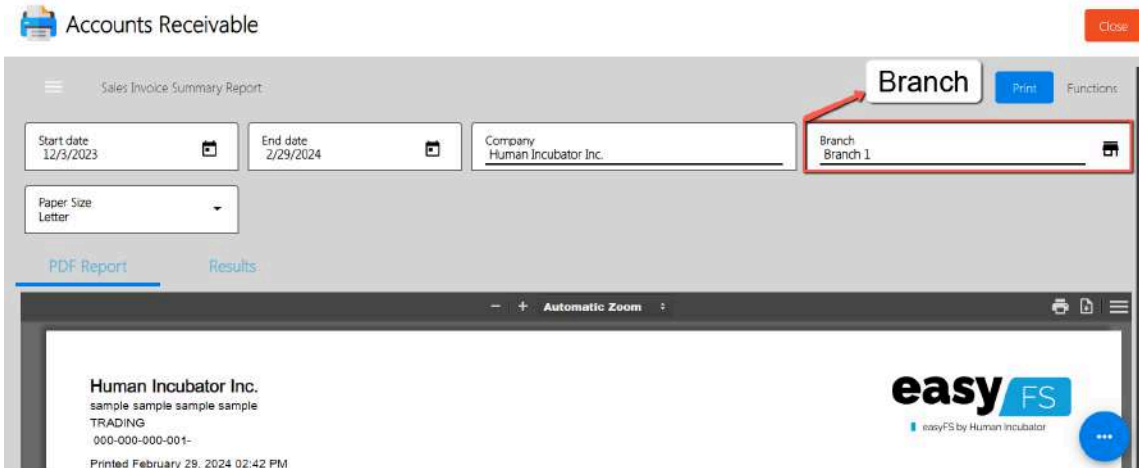 Accounts Receivable
Close
Sales Invoice Summary Report
Branch
Print
Functions
Start date
12/3/2023
End date
2/29/2024
Company
Human Incubator Inc.
Branch
Branch 1
Paper Size
Letter
PDF Report
Results
Automatic Zoom
Human Incubator Inc.
easyFS
sample sample sample sample
TRADING
easyFS by Human Incubator
000-000-000-001-
Printed February 29, 2024 02:42 PM